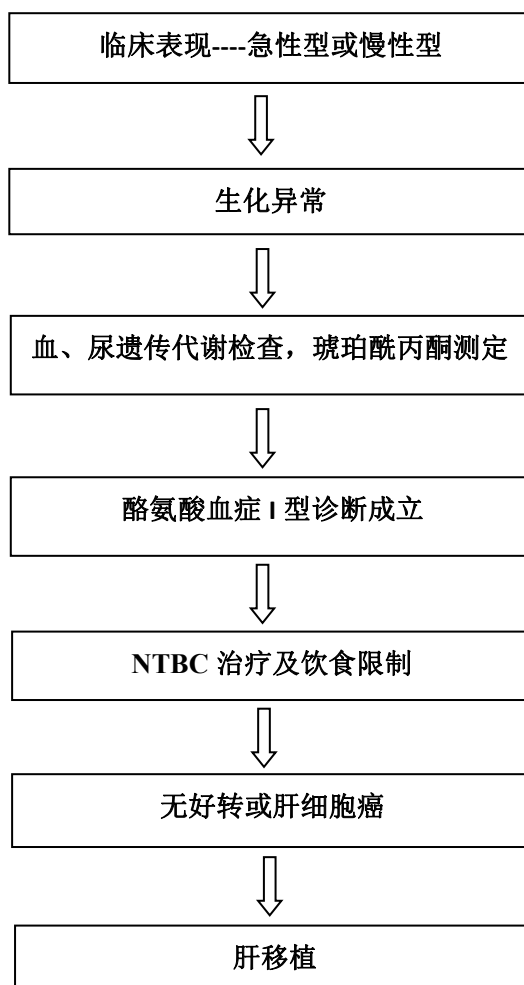 临床表现----急性型或慢性型
生化异常
血、尿遗传代谢检查，琥珀酰丙酮测定
酪氨酸血症 I 型诊断成立
NTBC 治疗及饮食限制
无好转或肝细胞癌
肝移植